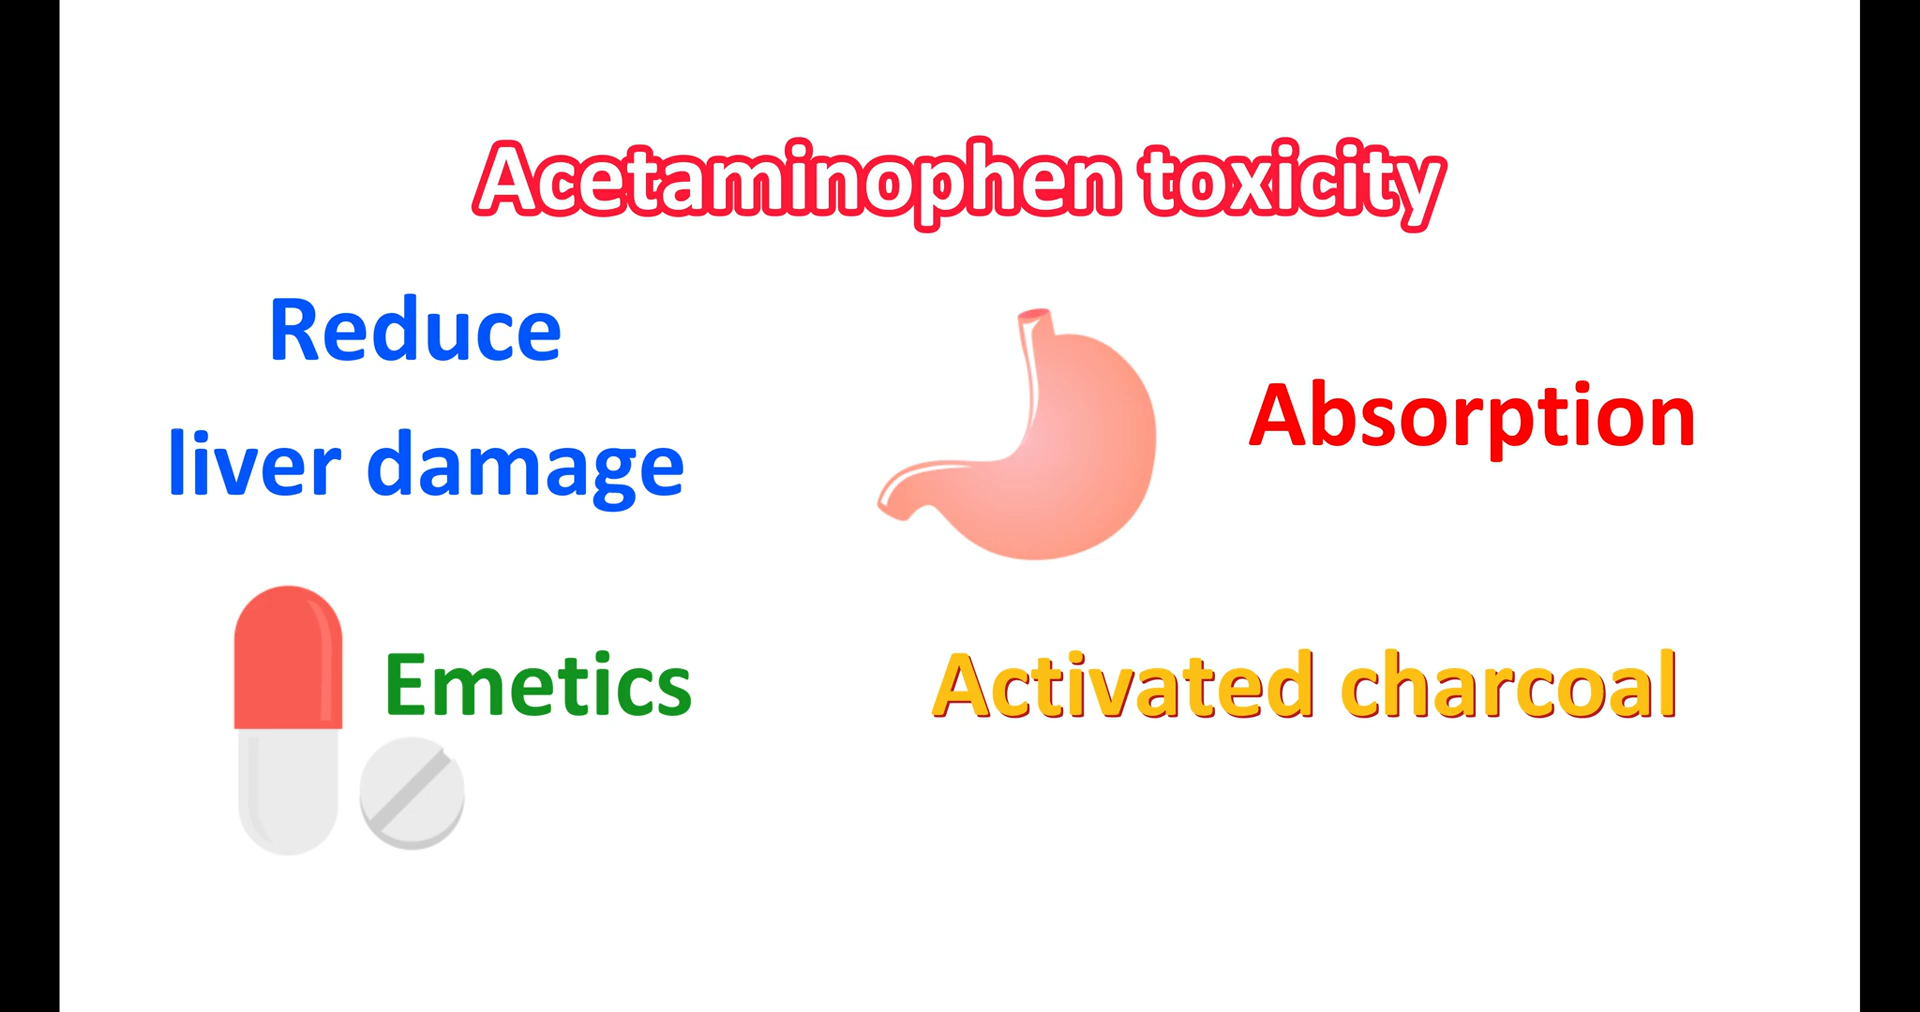 Acetaminophen toxicity
Reduce
liver damage
Absorption
Emetics
Activated charcoal